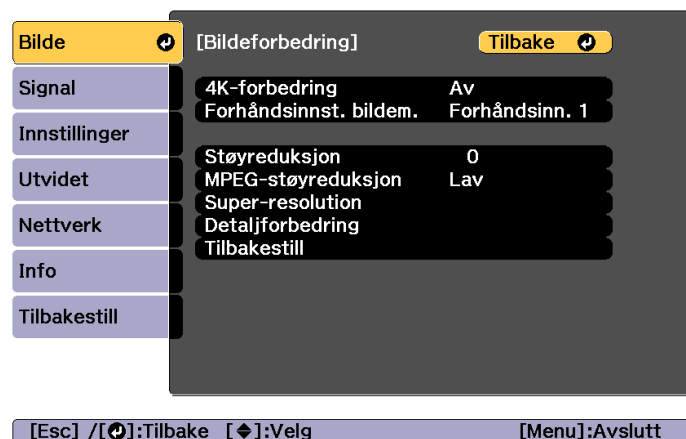 Bilde
[Bildeforbedring] Tilbake
Signal
4K-forbedring Av
Forhåndsinnst. bildem. Forhåndsinn. 1
Innstillinger
Støyreduksjon 0
Utvidet
MPEG-støyreduksjon Lav
Super-resolution
Nettverk
Detaljforbedring
Tilbakestill
Info
Tilbakestill
[Esc] /[]:Tilbake []:Velg [Menu]:Avslutt